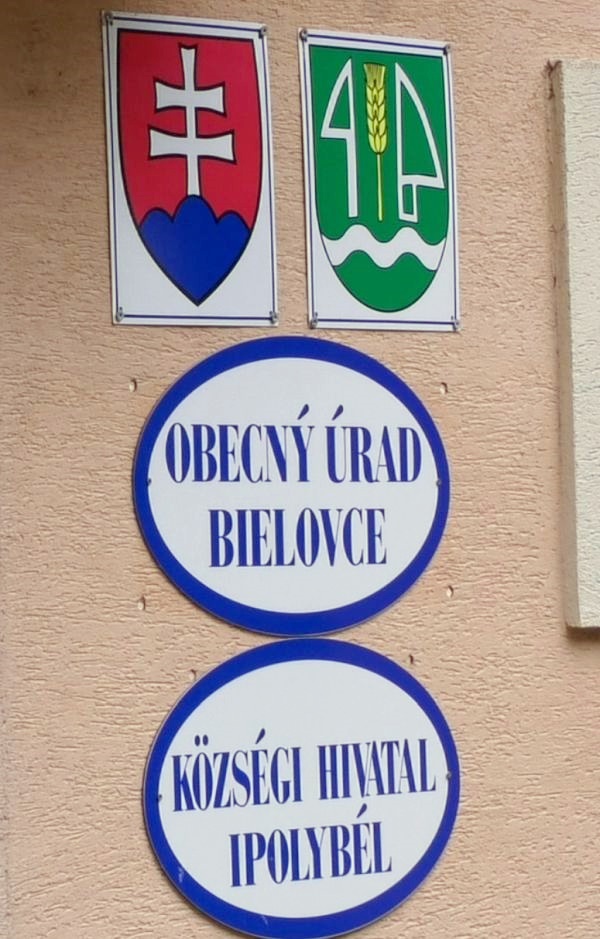 OBECNÝ ÚRAD
BIELOVCE
KÖZSÉGI HIVATAL
IPOLYBÉL